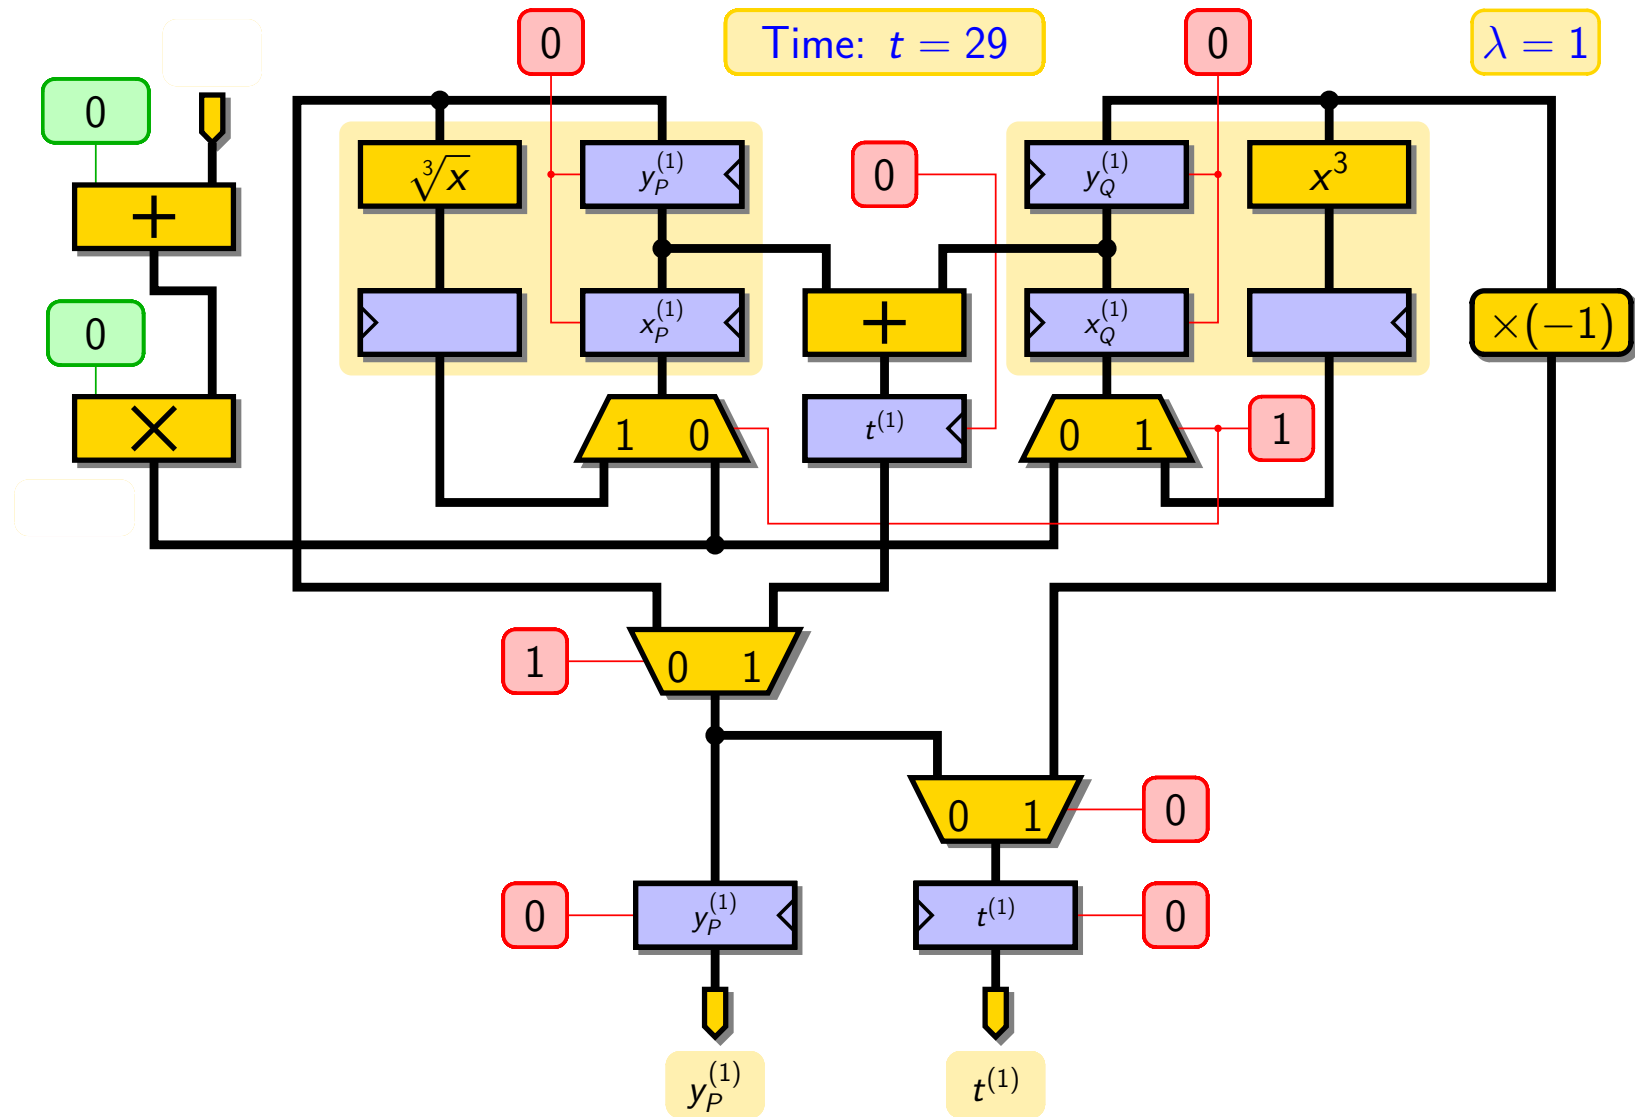 0 Time: t = 29 0 λ = 1
0
+
∛x y_P^(1) 0 y_Q^(1) x^3
0
x_P^(1) + x_Q^(1) ×(−1)
×
1 0 t^(1) 0 1 1
1 0 1
0 1 0
0 y_P^(1) t^(1) 0
y_P^(1) t^(1)